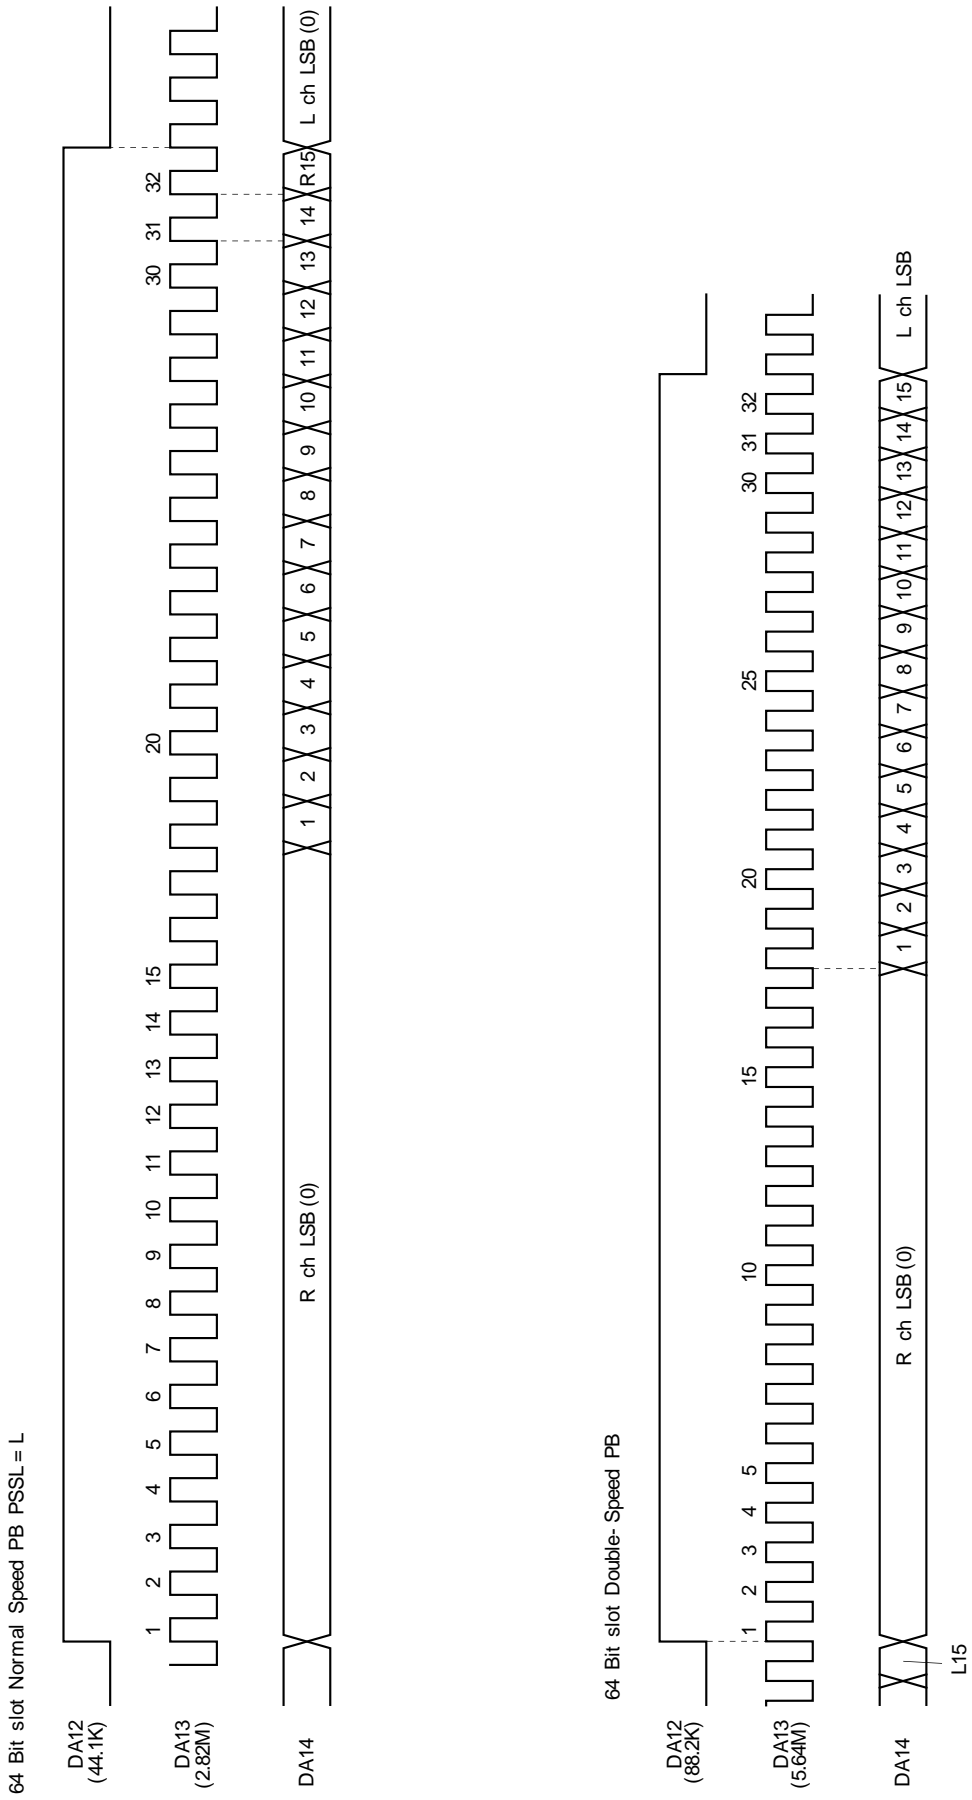 64 Bit slot Normal Speed PB PSSL = L
DA12
(44.1K)
1 2 3 4 5 6 7 8 9 10 11 12 13 14 15 20 30 31 32
DA13
(2.82M)
DA14
R ch LSB (0) 1 2 3 4 5 6 7 8 9 10 11 12 13 14 R15 L ch LSB (0)
64 Bit slot Double-Speed PB
DA12
(88.2K)
1 2 3 4 5 10 15 20 25 30 31 32
DA13
(5.64M)
DA14
R ch LSB (0) 1 2 3 4 5 6 7 8 9 10 11 12 13 14 15 L ch LSB
L15